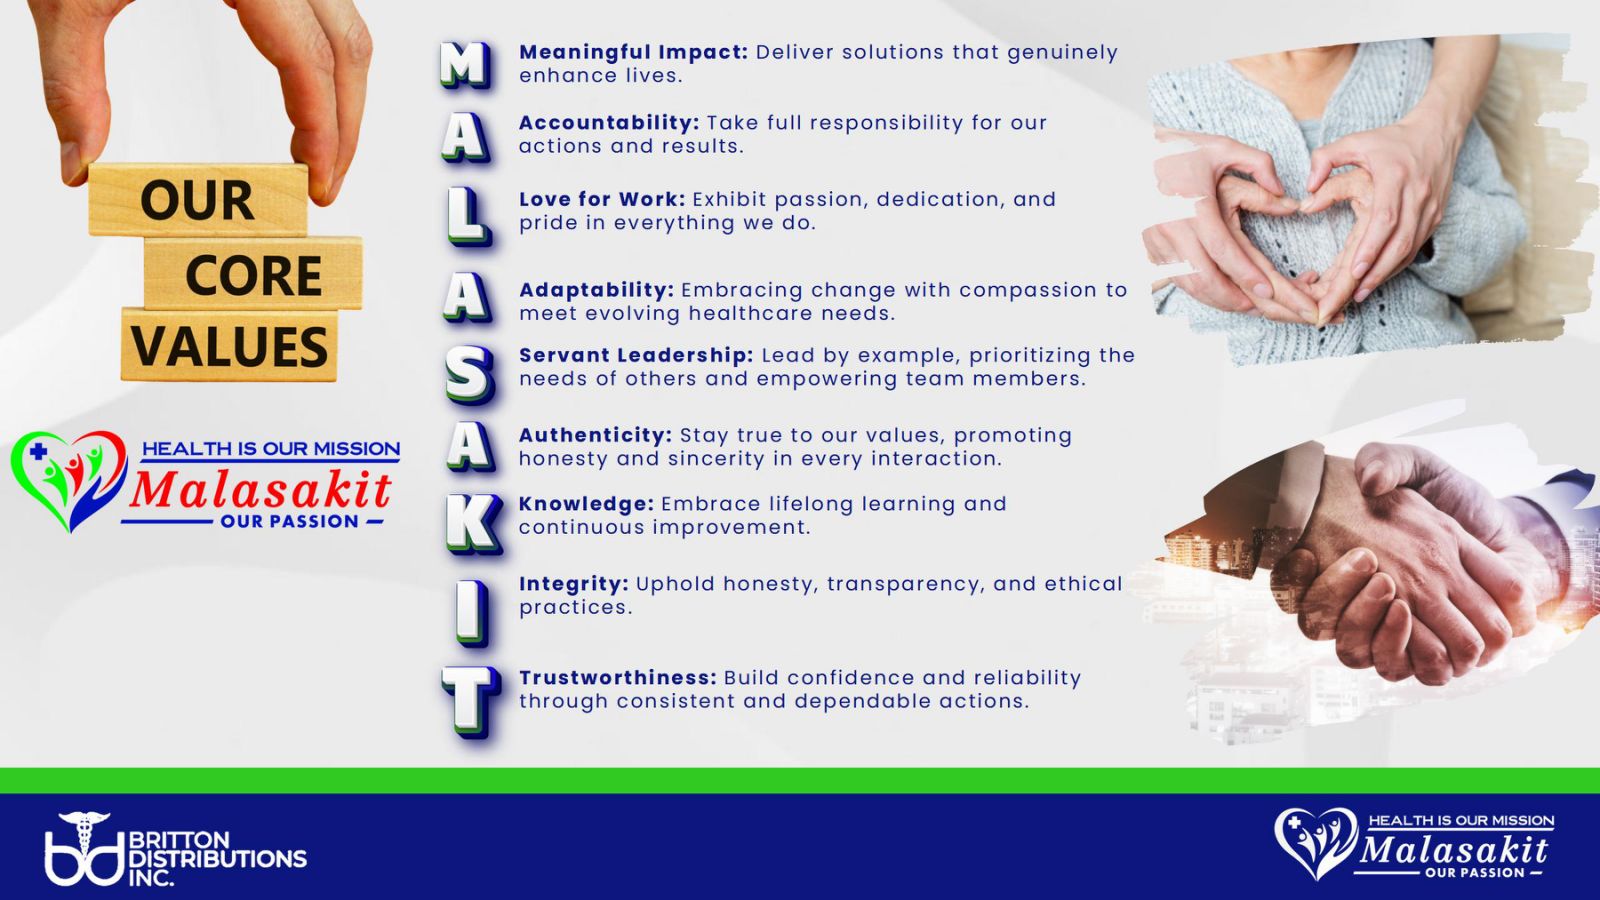 OUR
CORE
VALUES
HEALTH IS OUR MISSION
Malasakit
OUR PASSION
M
Meaningful Impact: Deliver solutions that genuinely
enhance lives.
A
Accountability: Take full responsibility for our
actions and results.
L
Love for Work: Exhibit passion, dedication, and
pride in everything we do.
A
Adaptability: Embracing change with compassion to
meet evolving healthcare needs.
S
Servant Leadership: Lead by example, prioritizing the
needs of others and empowering team members.
A
Authenticity: Stay true to our values, promoting
honesty and sincerity in every interaction.
K
Knowledge: Embrace lifelong learning and
continuous improvement.
I
Integrity: Uphold honesty, transparency, and ethical
practices.
T
Trustworthiness: Build confidence and reliability
through consistent and dependable actions.
bd
BRITTON
DISTRIBUTIONS
INC.
HEALTH IS OUR MISSION
Malasakit
OUR PASSION